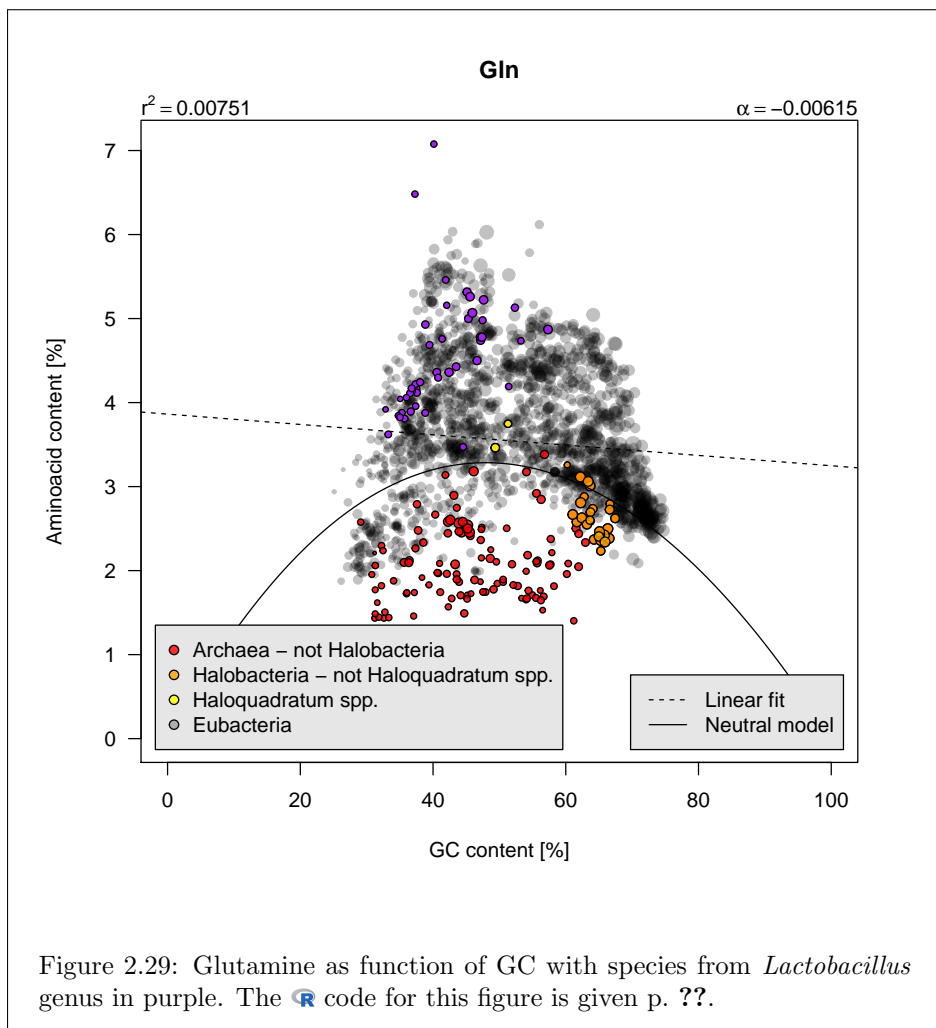 Gln
r² = 0.00751
α = −0.00615
Aminoacid content [%]
7
6
5
4
3
2
1
0
Archaea − not Halobacteria
Halobacteria − not Haloquadratum spp.
Haloquadratum spp.
Eubacteria
Linear fit
Neutral model
0 20 40 60 80 100
GC content [%]
Figure 2.29: Glutamine as function of GC with species from Lactobacillus
genus in purple. The R code for this figure is given p. ??.